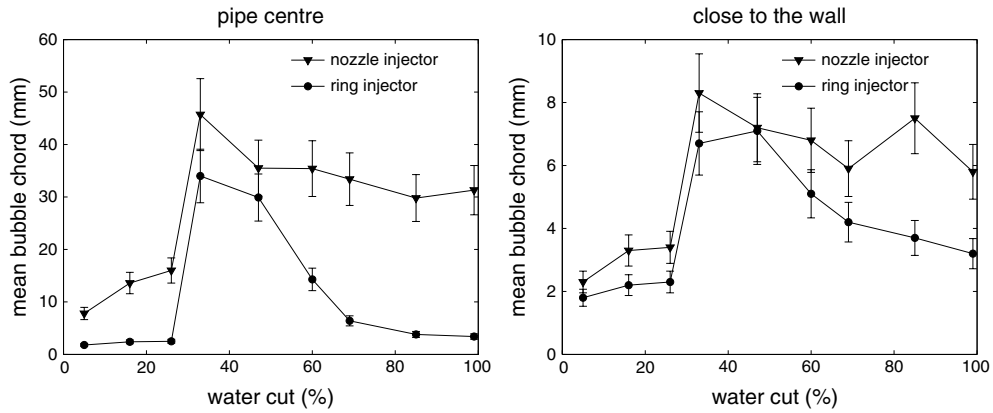 pipe centre
mean bubble chord (mm)
60
50
40
30
20
10
0
nozzle injector
ring injector
0 20 40 60 80 100
water cut (%)
close to the wall
mean bubble chord (mm)
10
8
6
4
2
0
nozzle injector
ring injector
0 20 40 60 80 100
water cut (%)